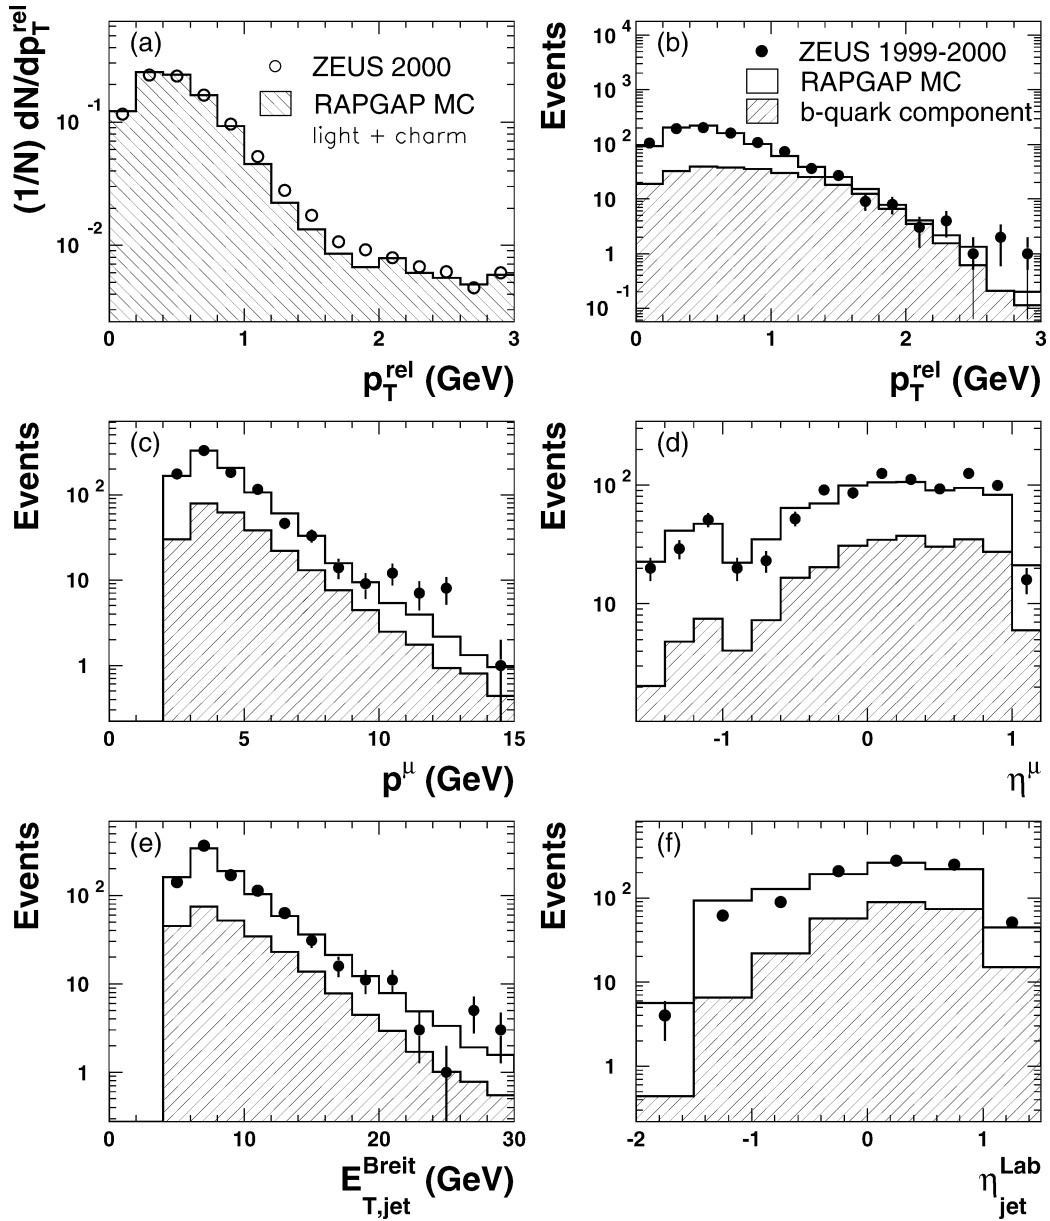 (a)
(1/N) dN/dp_T^rel
ZEUS 2000
RAPGAP MC
light + charm
10^-1
10^-2
0 1 2 3
p_T^rel (GeV)
(b)
Events
ZEUS 1999-2000
RAPGAP MC
b-quark component
10^4
10^3
10^2
10
1
10^-1
0 1 2 3
p_T^rel (GeV)
(c)
Events
10^2
10
1
0 5 10 15
p^μ (GeV)
(d)
Events
10^2
10
-1 0 1
η^μ
(e)
Events
10^2
10
1
0 10 20 30
E_T,jet^Breit (GeV)
(f)
Events
10^2
10
1
-2 -1 0 1
η_jet^Lab